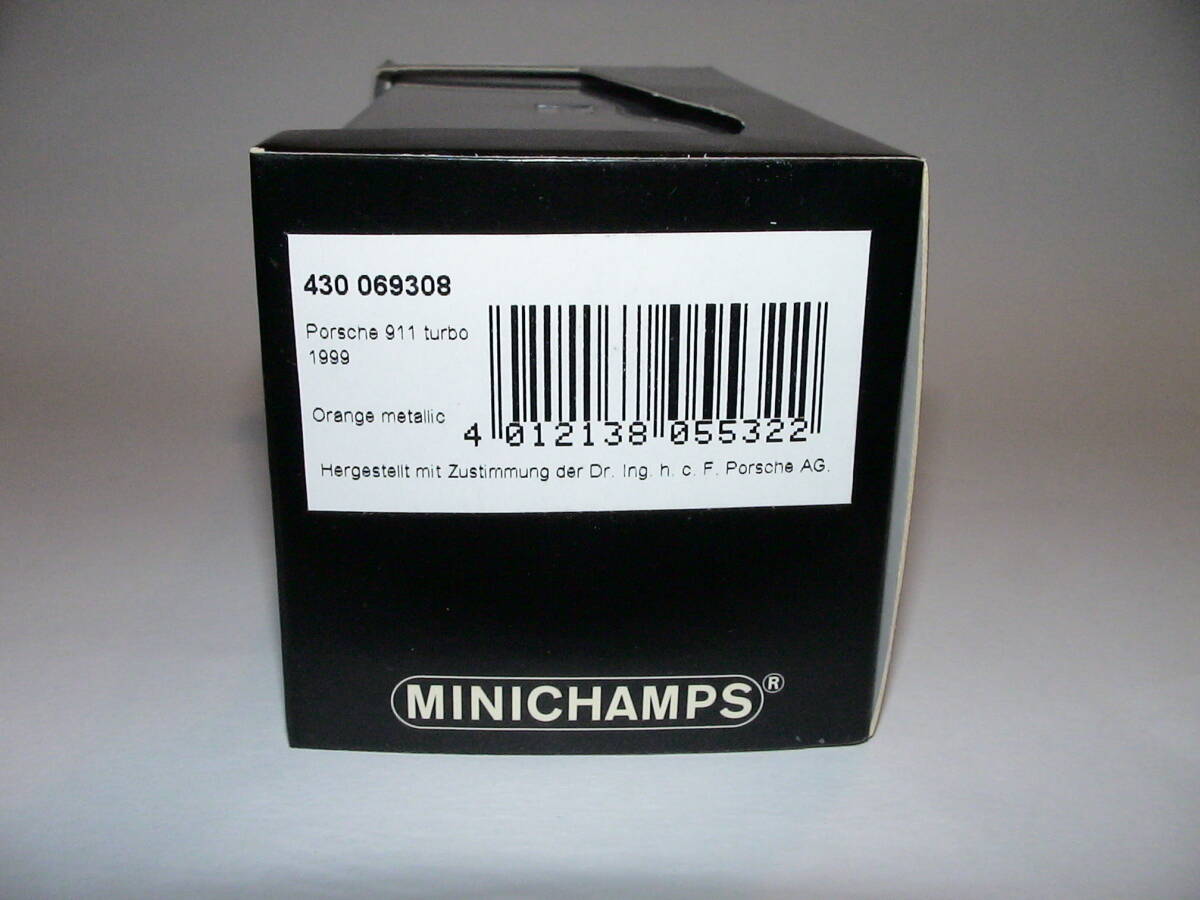 430 069308
Porsche 911 turbo
1999
Orange metallic
4 012138 055322
Hergestellt mit Zustimmung der Dr. Ing. h. c. F. Porsche AG.
MINICHAMPS®